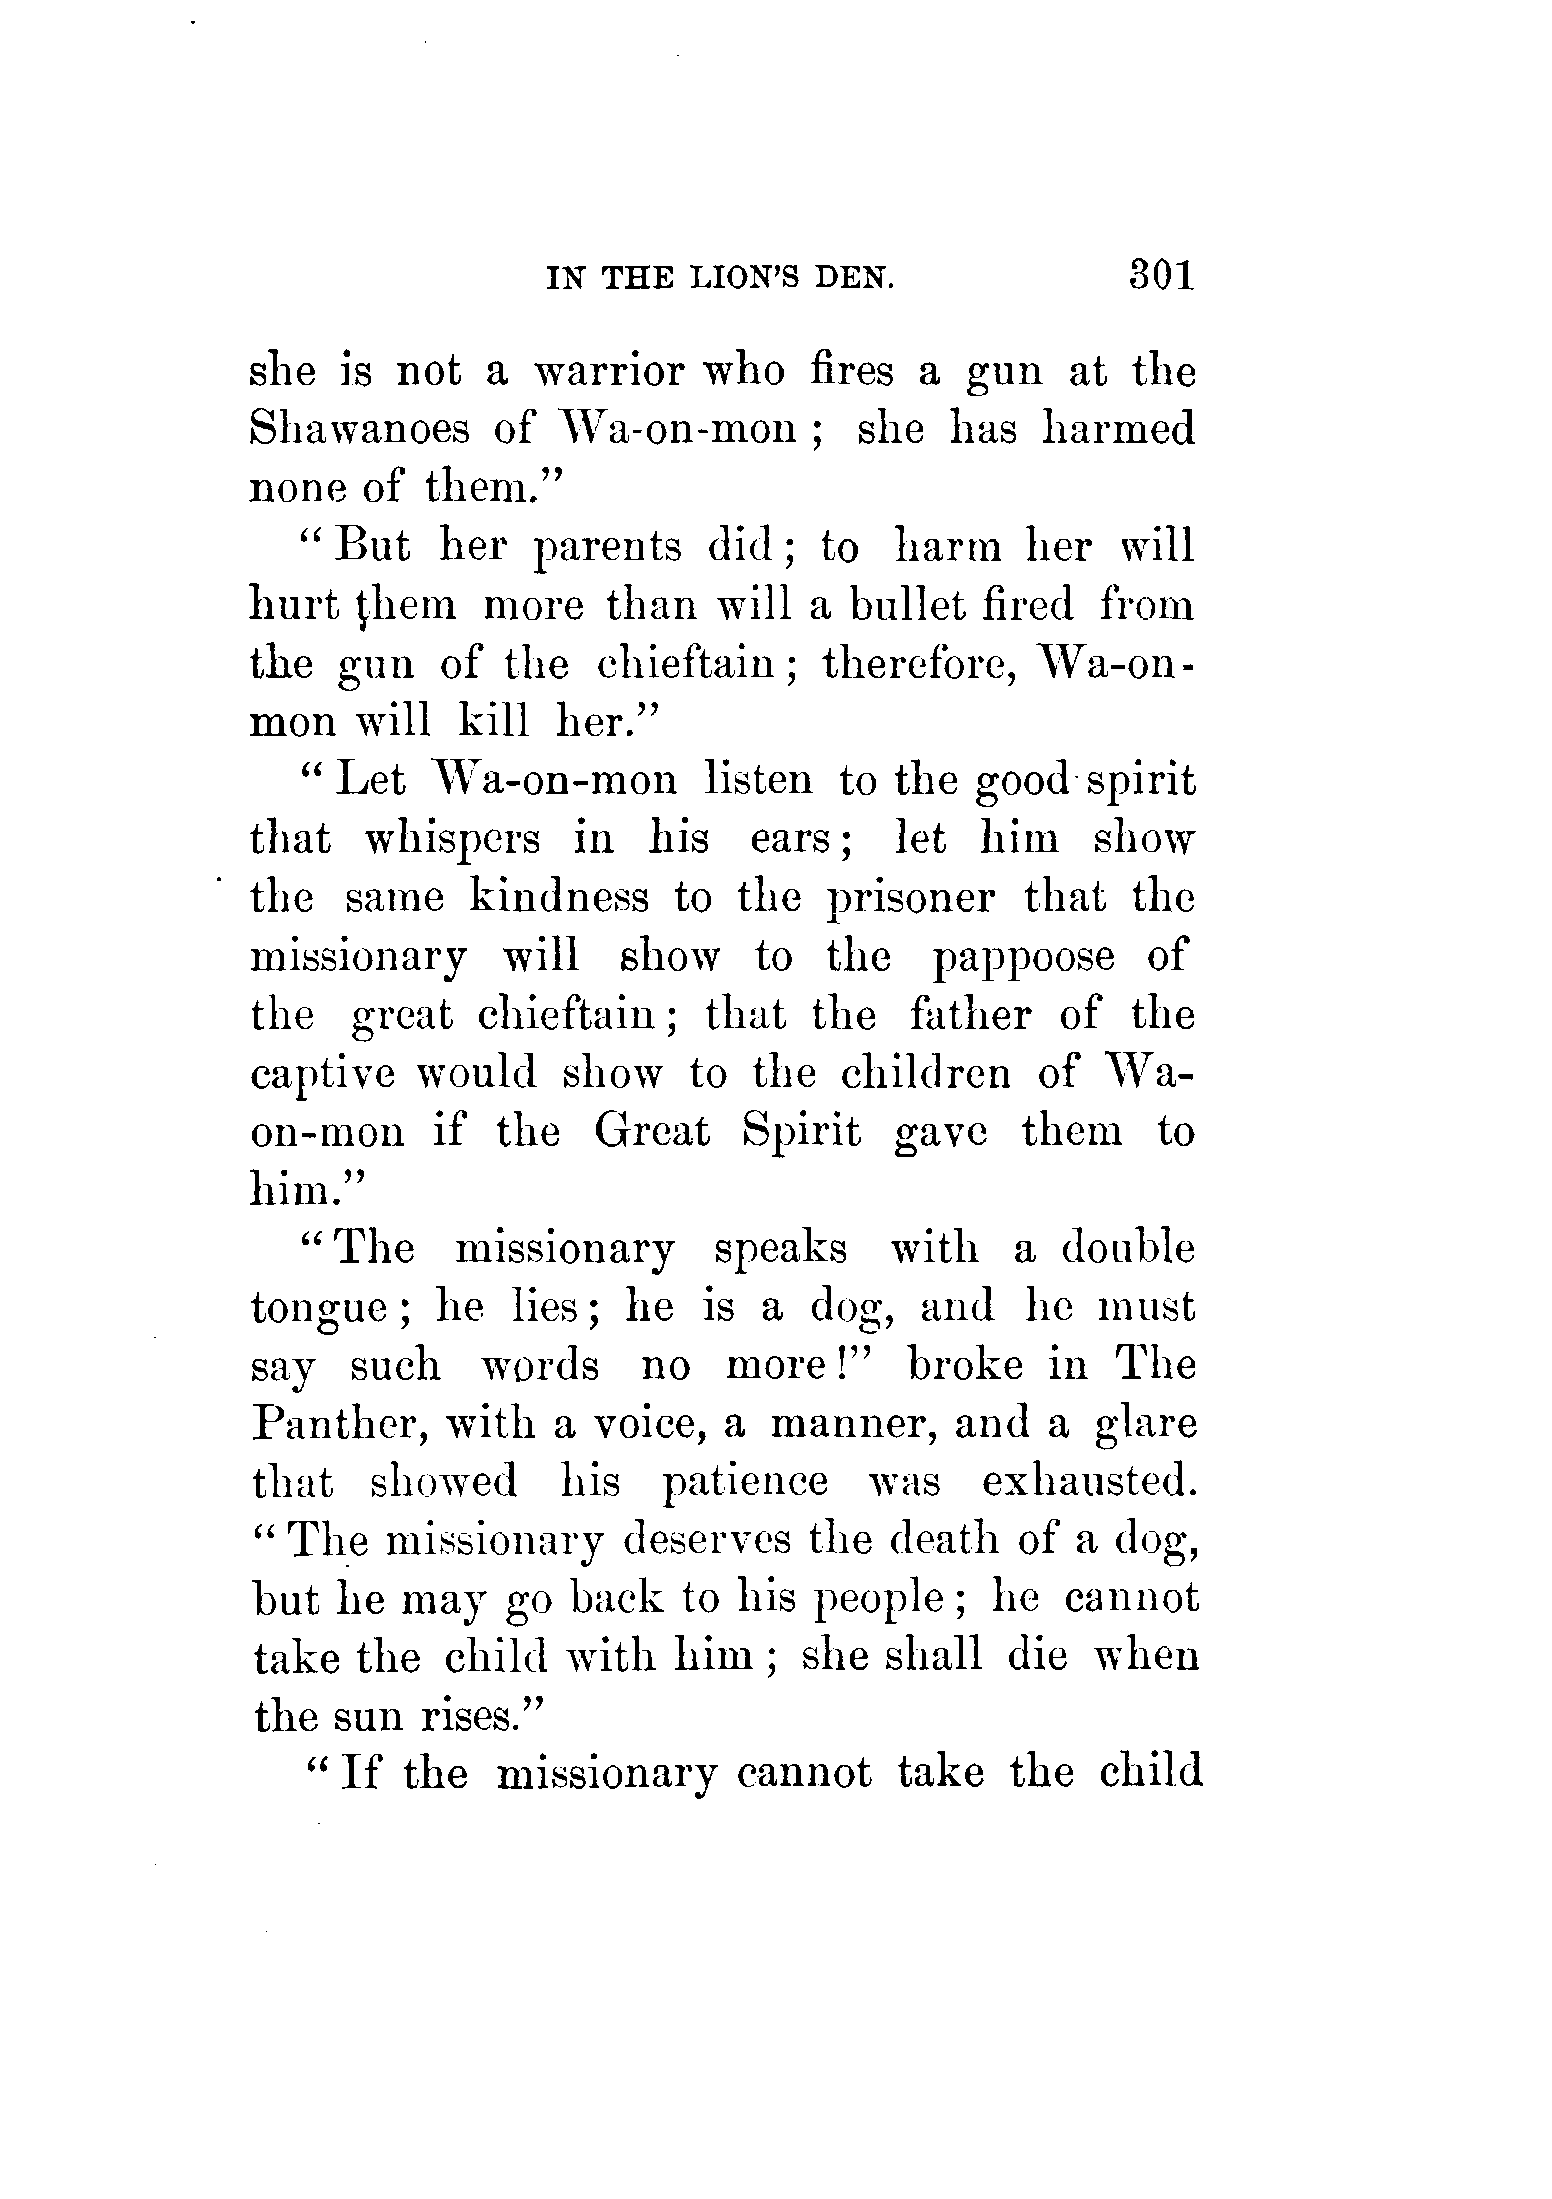 IN THE LION'S DEN. 301
she is not a warrior who fires a gun at the
Shawanoes of Wa-on-mon; she has harmed
none of them."
"But her parents did; to harm her will
hurt them more than will a bullet fired from
the gun of the chieftain; therefore, Wa-on-
mon will kill her."
"Let Wa-on-mon listen to the good spirit
that whispers in his ears; let him show
the same kindness to the prisoner that the
missionary will show to the pappoose of
the great chieftain; that the father of the
captive would show to the children of Wa-
on-mon if the Great Spirit gave them to
him."
"The missionary speaks with a double
tongue; he lies; he is a dog, and he must
say such words no more!" broke in The
Panther, with a voice, a manner, and a glare
that showed his patience was exhausted.
"The missionary deserves the death of a dog,
but he may go back to his people; he cannot
take the child with him; she shall die when
the sun rises."
"If the missionary cannot take the child